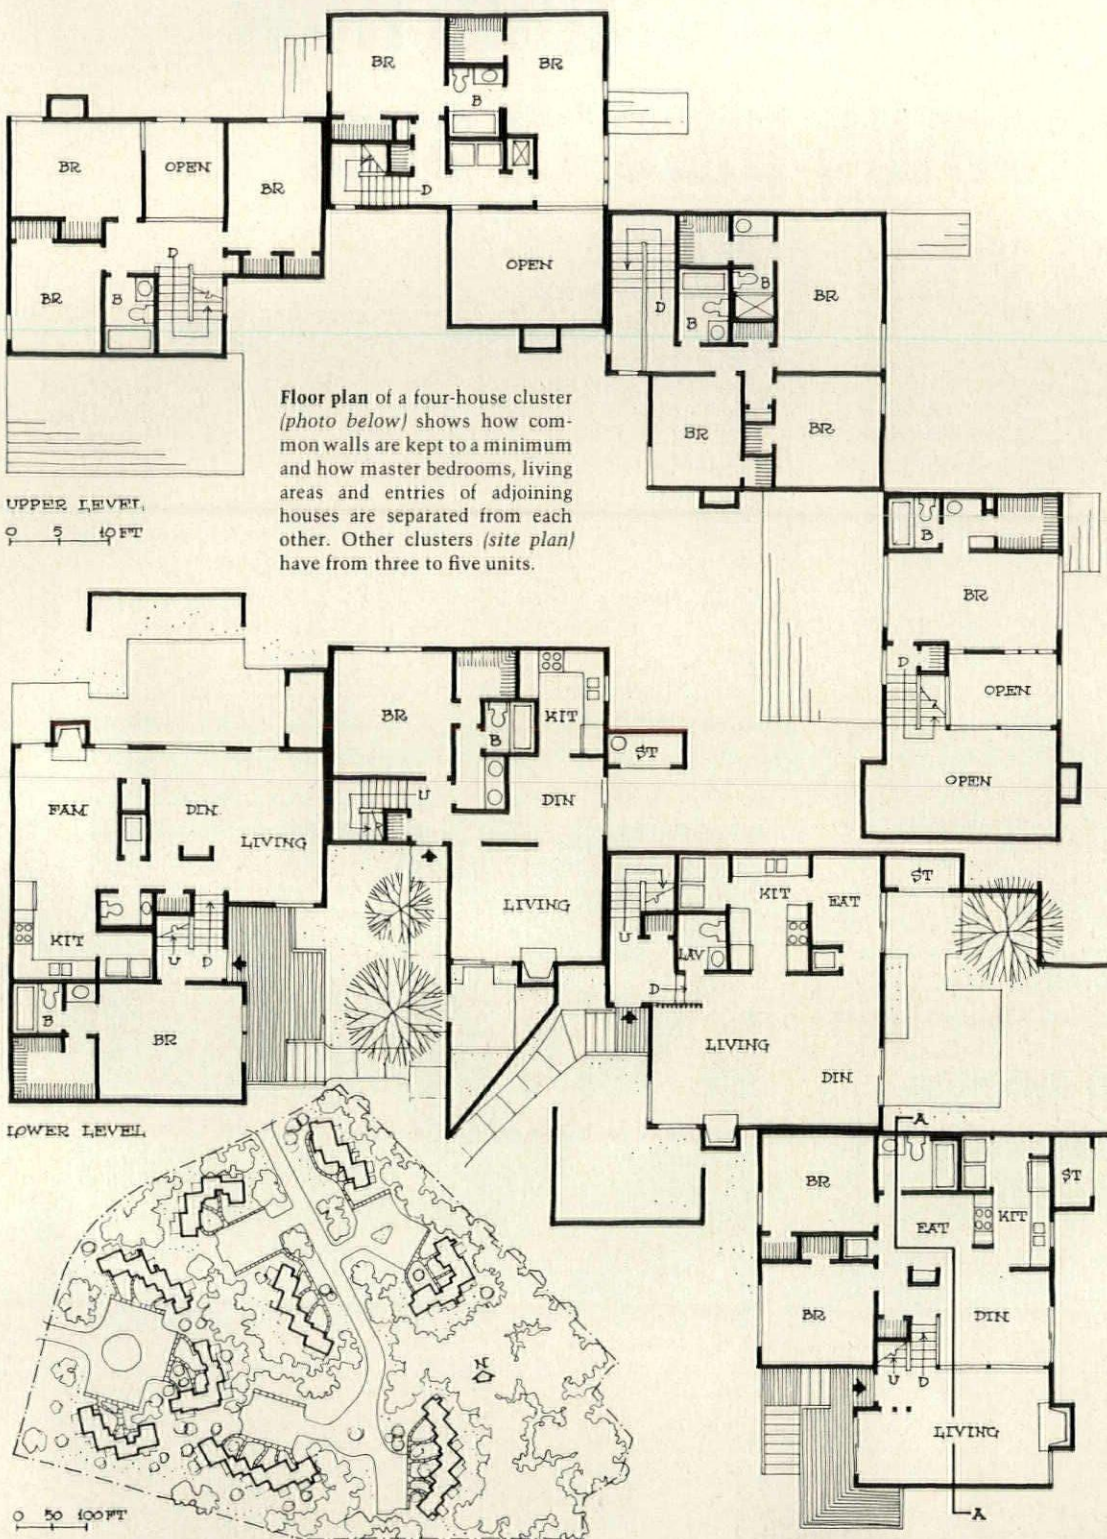 BR
BR
B
BR
OPEN
BR
D
OPEN
D
BR
B
B
BR
D
B
BR
BR
Floor plan of a four-house cluster
(photo below) shows how com-
mon walls are kept to a minimum
and how master bedrooms, living
areas and entries of adjoining
houses are separated from each
other. Other clusters (site plan)
have from three to five units.
UPPER LEVEL
0 5 10 FT
B
BR
D
OPEN
OPEN
BR
KIT
B
ST
U
DIN
FAM
DIN
LIVING
LIVING
KIT
U D
B
BR
KIT
EAT
ST
U
LAV
D
LIVING
DIN
LOWER LEVEL
A
BR
EAT
KIT
ST
BR
DIN
U D
LIVING
A
N
0 50 100 FT